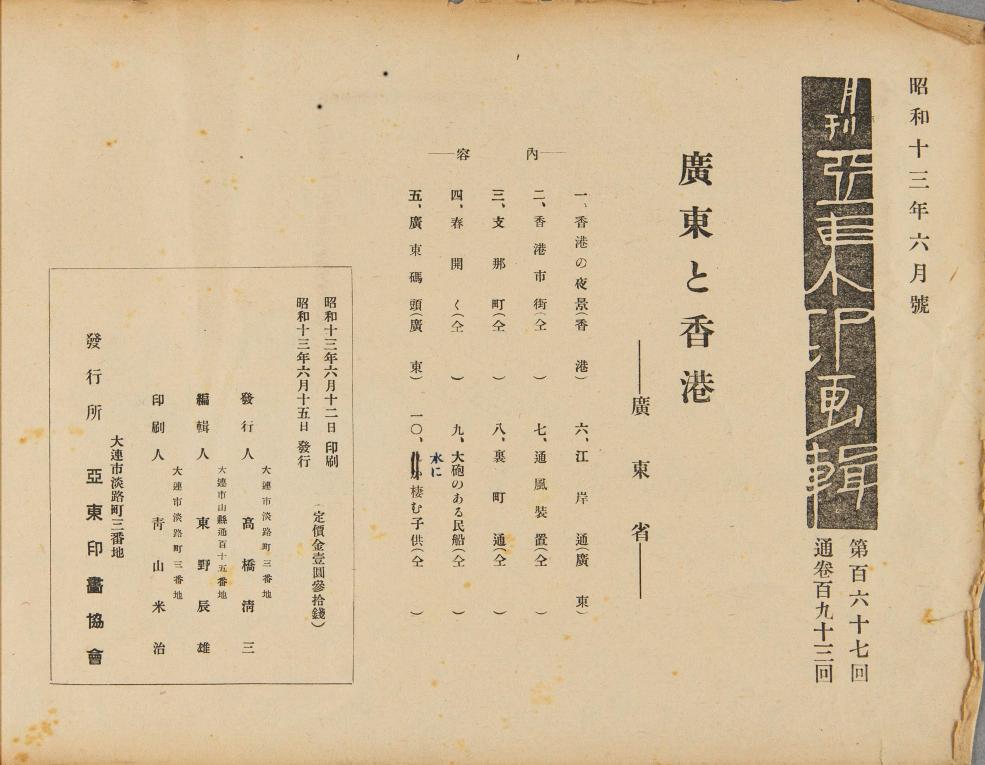 昭和十三年六月號
月刊亞東印画輯
第百六十七回
通卷百九十三回
廣東と香港
——廣東省——
——內容——
一、香港の夜景(香港)
二、香港市街(仝)
三、支那町(仝)
四、春開く(仝)
五、廣東碼頭(廣東)
六、江岸通(廣東)
七、通風裝置(仝)
八、裏町通(仝)
九、大砲のある民船(仝)
一〇、水に棲む子供(仝)
昭和十三年六月十二日印刷
昭和十三年六月十五日發行
(定價金壹圓參拾錢)
大連市淡路町三番地
發行人 高橋淸三
大連市山縣通百十五番地
編輯人 東野辰雄
大連市淡路町三番地
印刷人 靑山米治
大連市淡路町三番地
發行所 亞東印畫協會